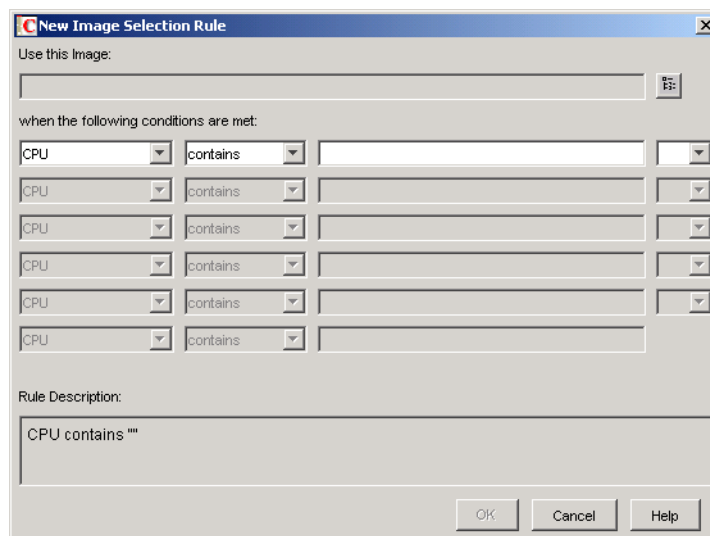 New Image Selection Rule
Use this Image:
when the following conditions are met:
CPU contains
CPU contains
CPU contains
CPU contains
CPU contains
CPU contains
Rule Description:
CPU contains ""
OK Cancel Help